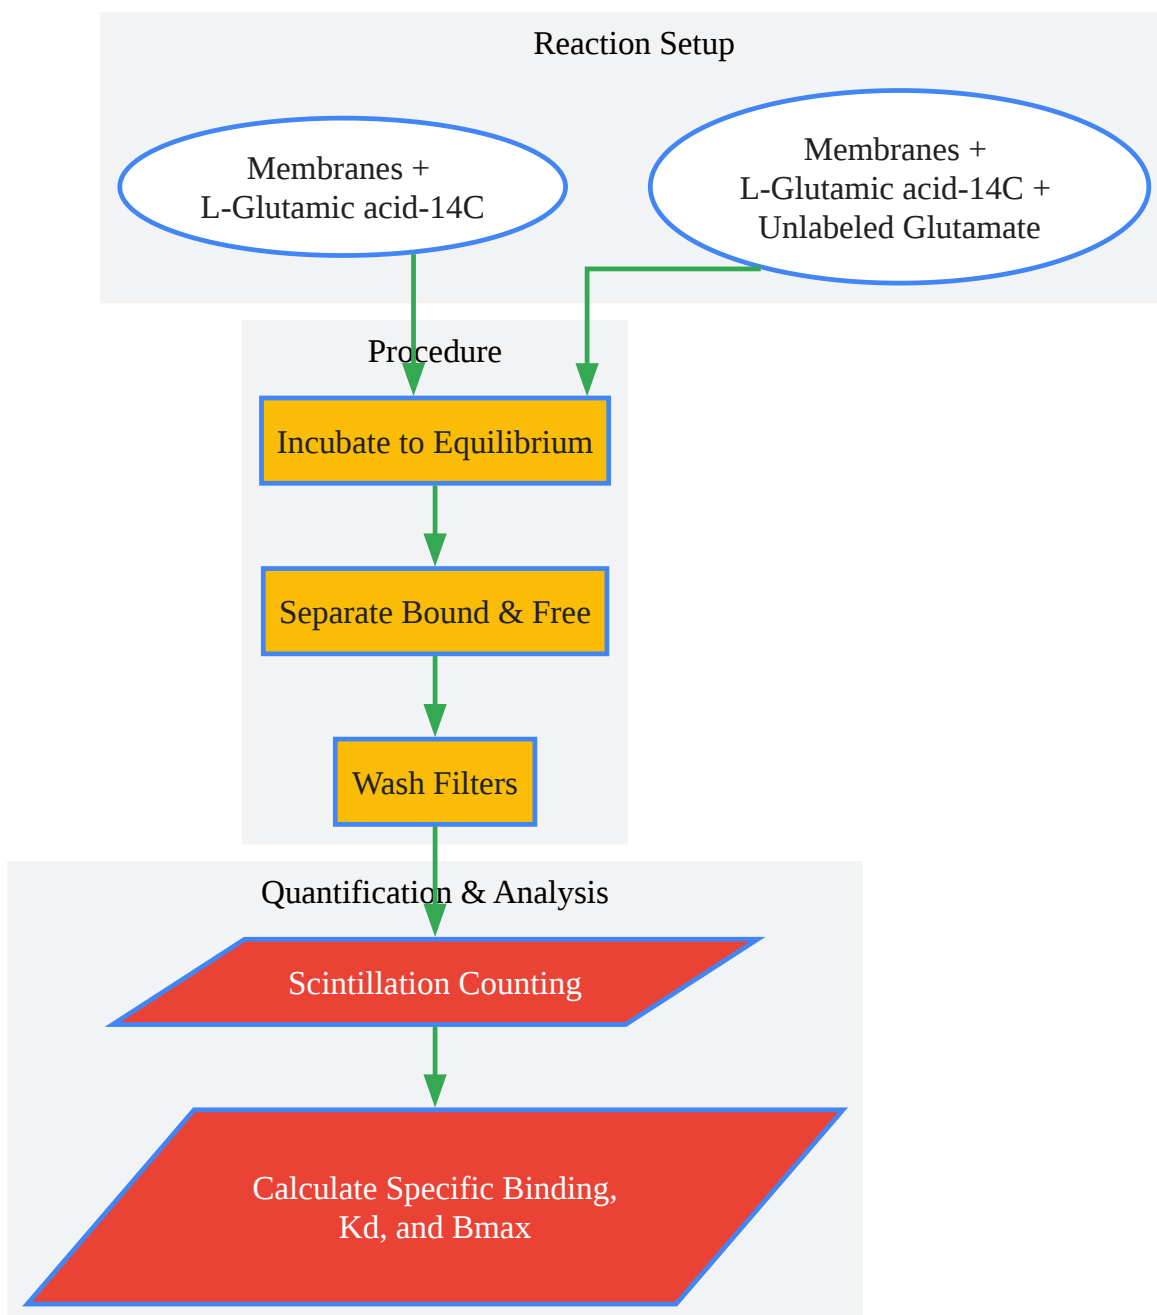 Reaction Setup
Membranes +
L-Glutamic acid-14C
Membranes +
L-Glutamic acid-14C +
Unlabeled Glutamate
Procedure
Incubate to Equilibrium
Separate Bound & Free
Wash Filters
Quantification & Analysis
Scintillation Counting
Calculate Specific Binding,
Kd, and Bmax